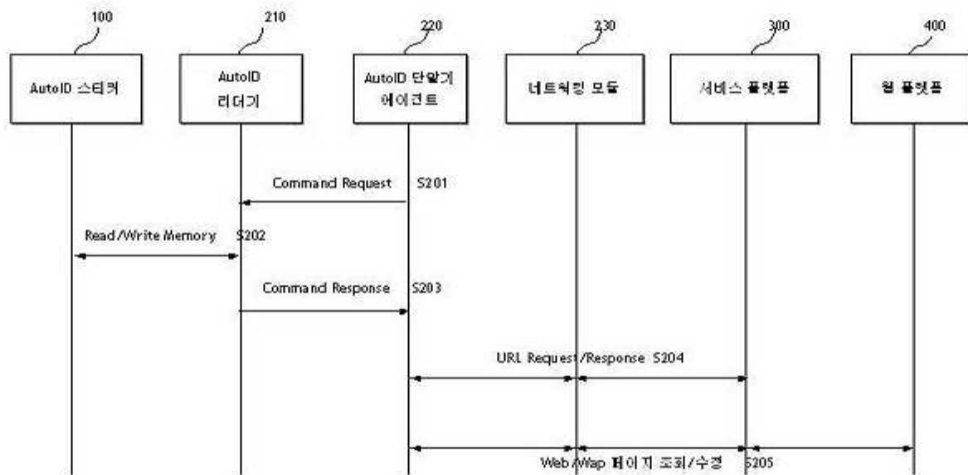 100
210
220
230
300
400
AutoID 스티커
AutoID
리더기
AutoID 단말기
에이전트
네트워킹 모듈
서비스 플랫폼
웹 플랫폼
Command Request S201
Read/Write Memory S202
Command Response S203
URL Request/Response S204
Web/Wap 페이지 조회/수정 S205